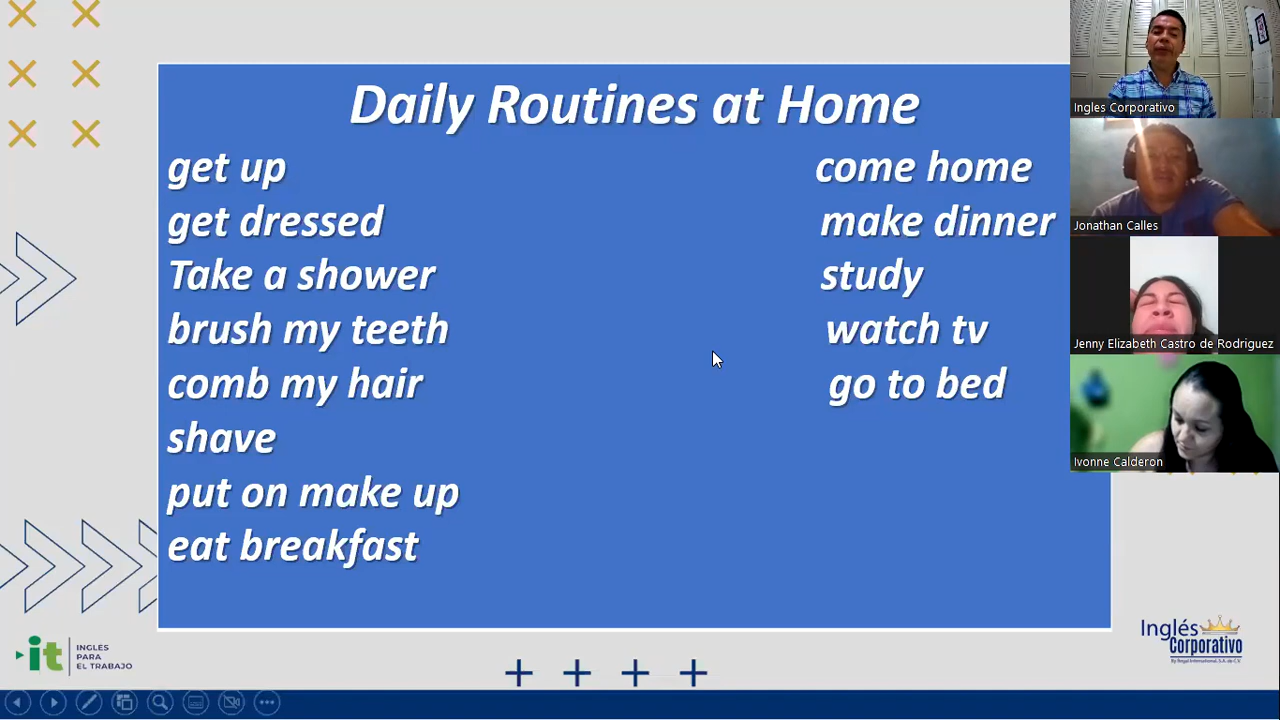 Daily Routines at Home
get up
get dressed
Take a shower
brush my teeth
comb my hair
shave
put on make up
eat breakfast
come home
make dinner
study
watch tv
go to bed
Ingles Corporativo
Jonathan Calles
Jenny Elizabeth Castro de Rodriguez
Ivonne Calderon
it
INGLES
PARA
EL TRABAJO
Inglés
Corporativo